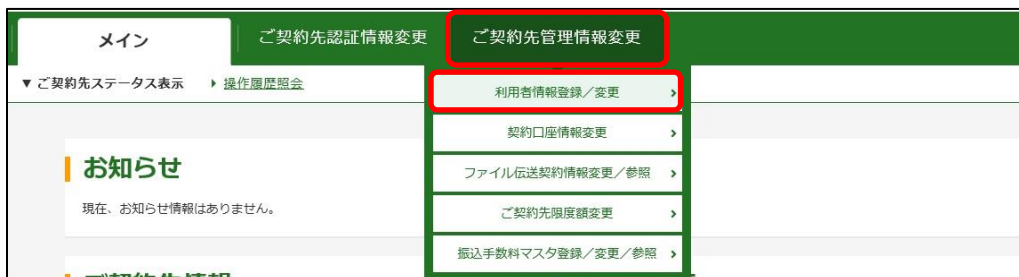 メイン
ご契約先認証情報変更
ご契約先管理情報変更
▼ ご契約先ステータス表示
操作履歴照会
利用者情報登録／変更
契約口座情報変更
ファイル伝送契約情報変更／参照
ご契約先限度額変更
振込手数料マスタ登録／変更／参照
お知らせ
現在、お知らせ情報はありません。